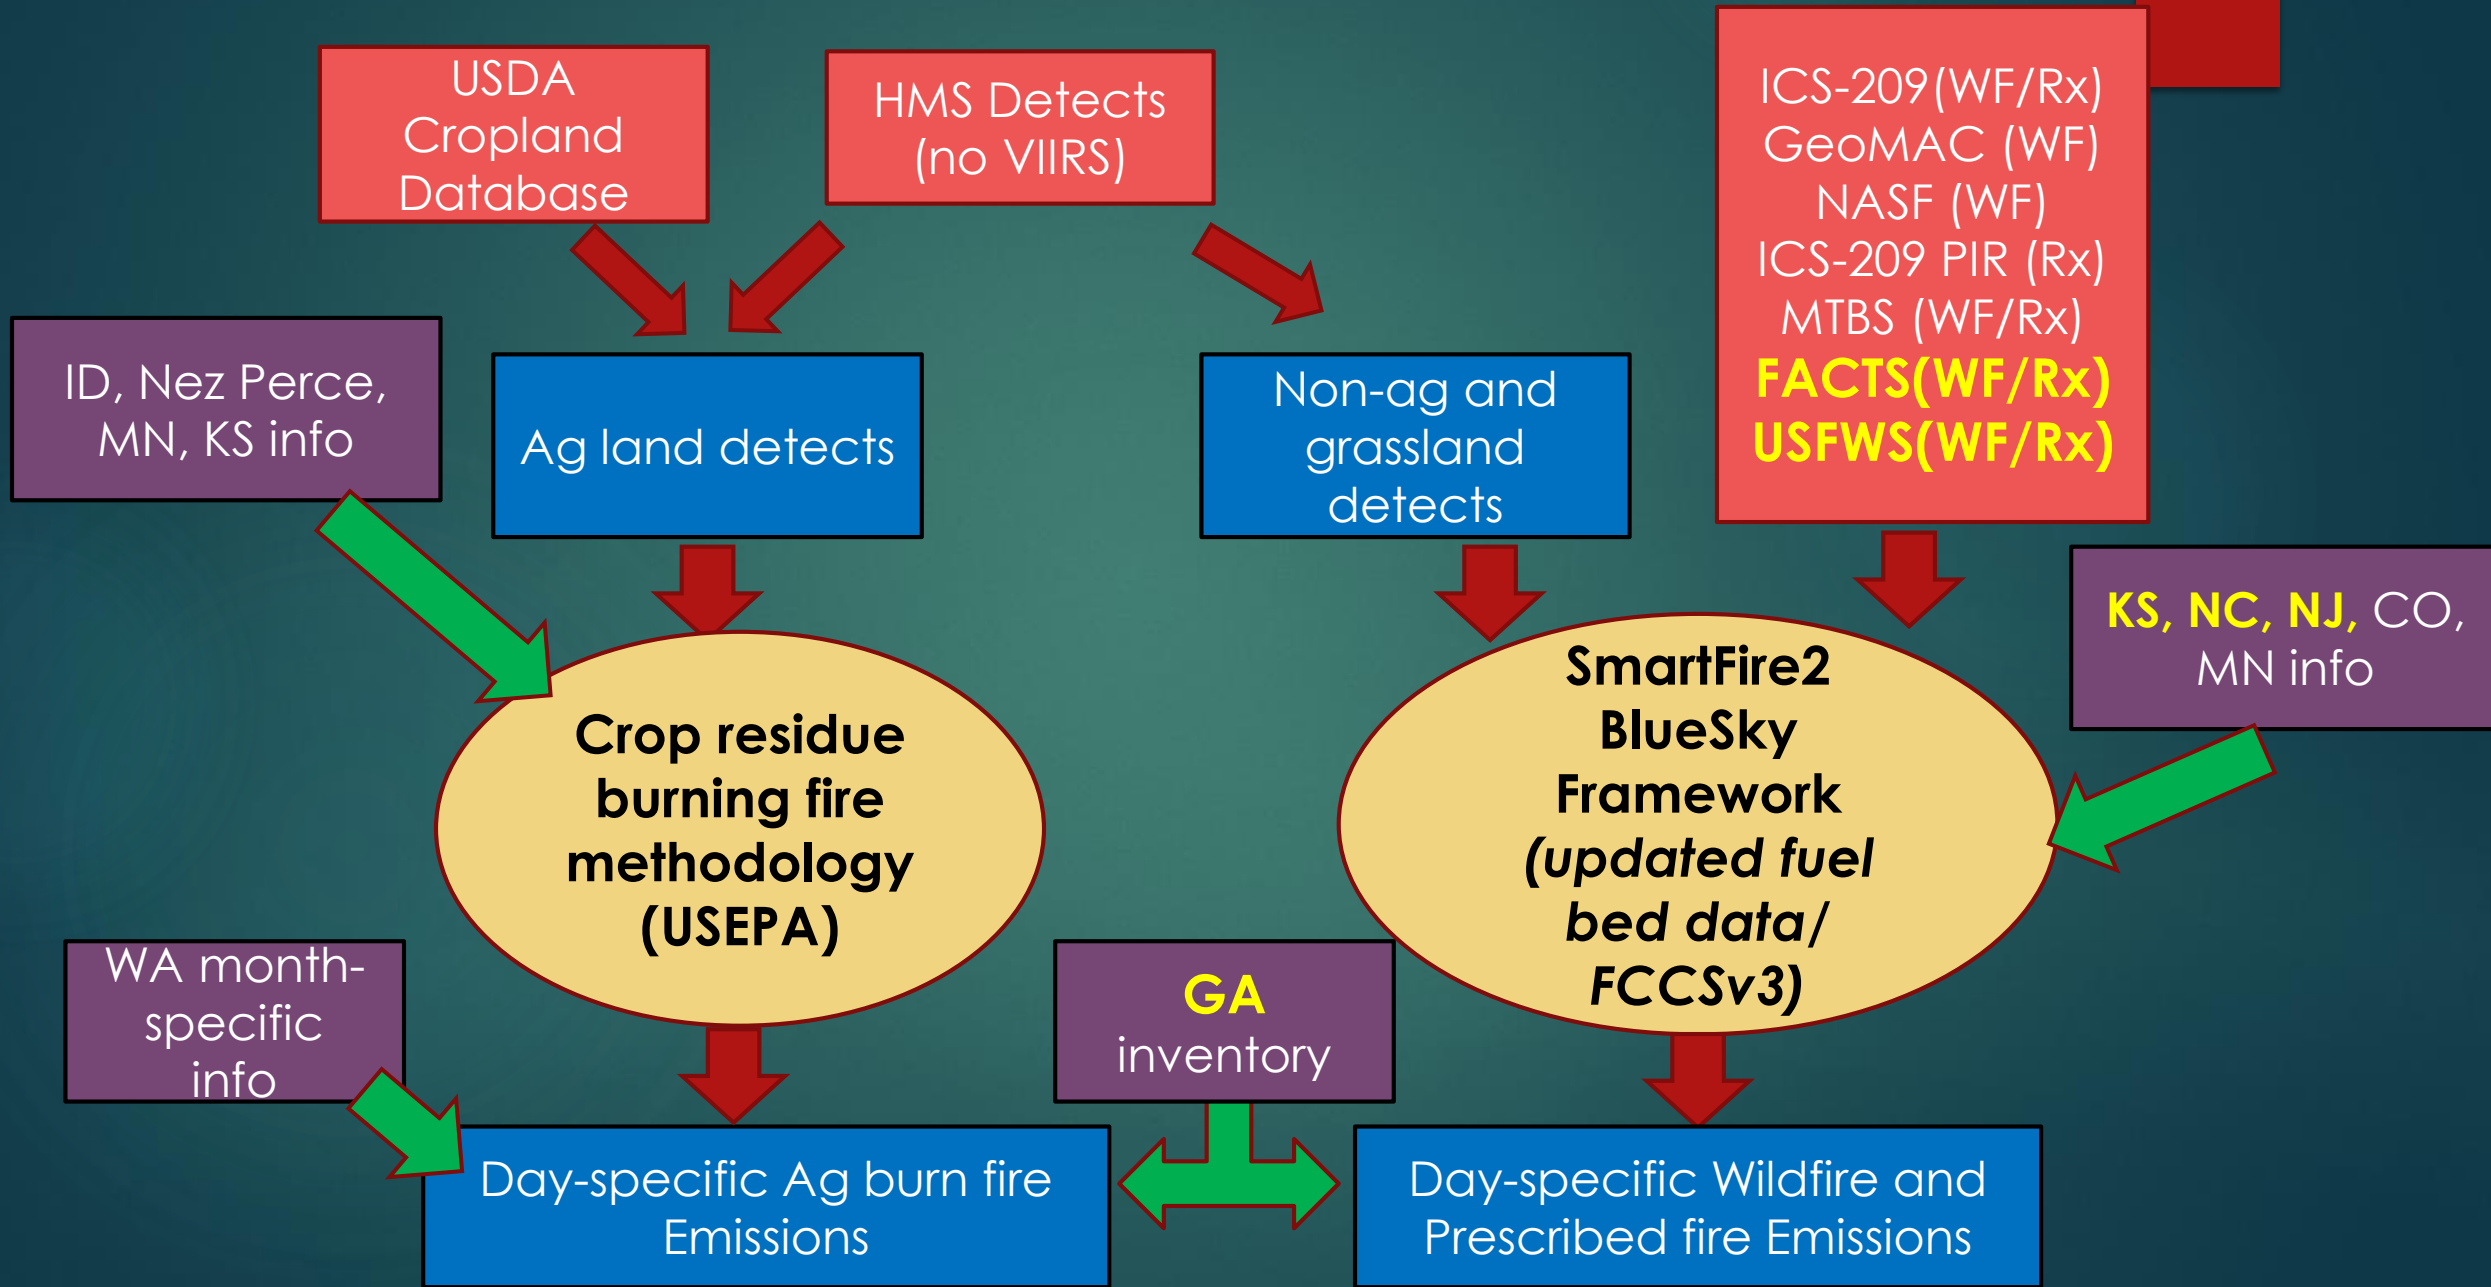 USDA
Cropland
Database
HMS Detects
(no VIIRS)
ICS-209(WF/Rx)
GeoMAC (WF)
NASF (WF)
ICS-209 PIR (Rx)
MTBS (WF/Rx)
FACTS(WF/Rx)
USFWS(WF/Rx)
ID, Nez Perce,
MN, KS info
Ag land detects
Non-ag and
grassland
detects
KS, NC, NJ, CO,
MN info
Crop residue
burning fire
methodology
(USEPA)
SmartFire2
BlueSky
Framework
(updated fuel
bed data/
FCCSv3)
WA month-
specific
info
GA
inventory
Day-specific Ag burn fire
Emissions
Day-specific Wildfire and
Prescribed fire Emissions